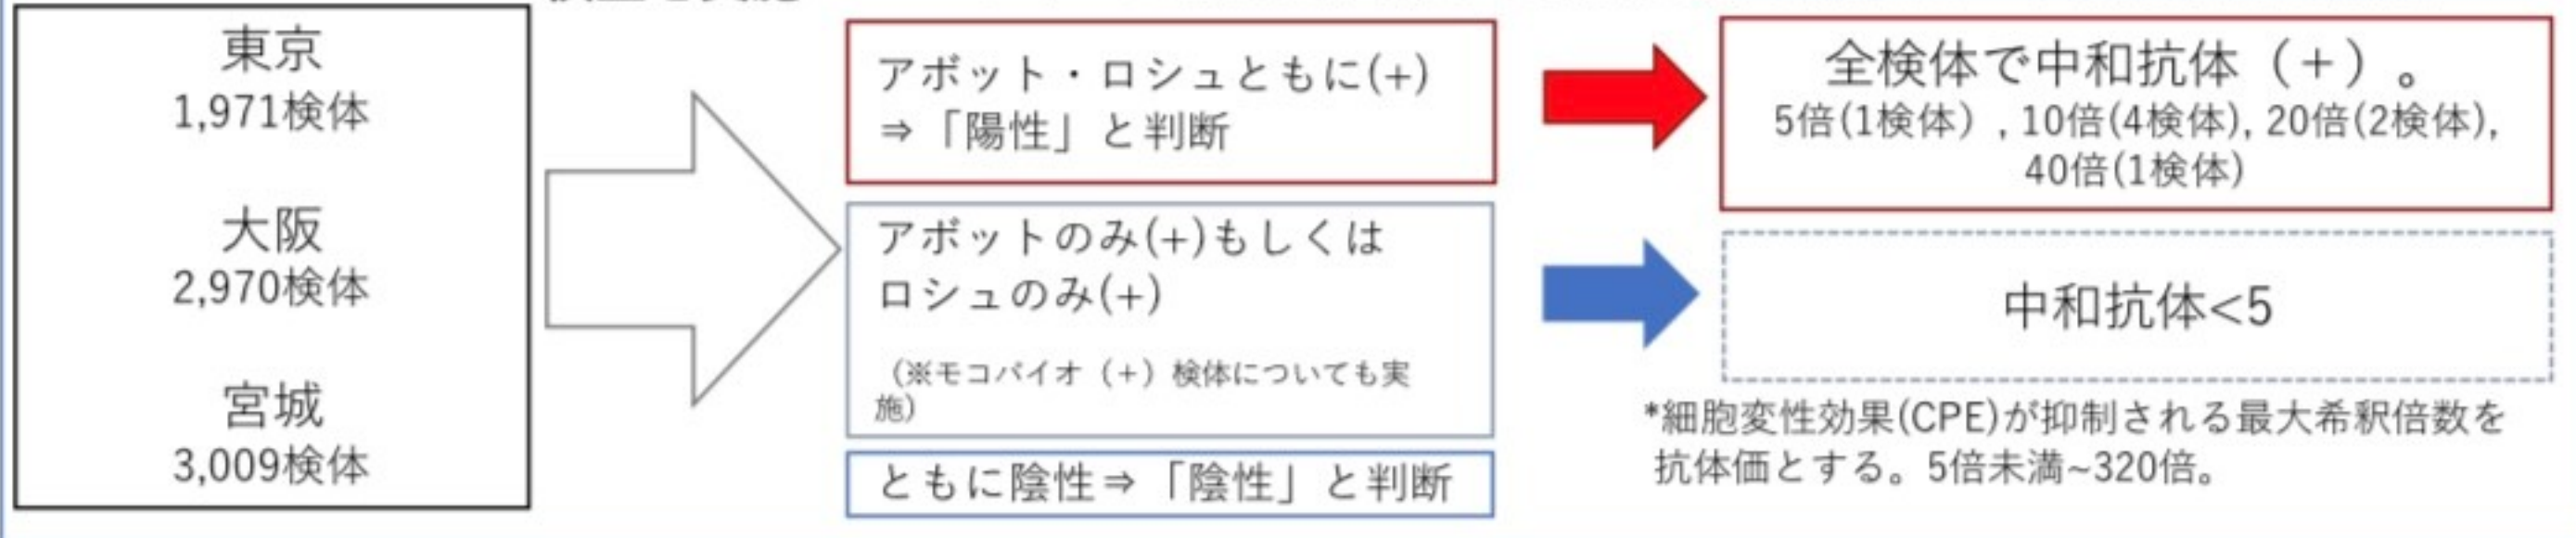 東京
1,971検体
大阪
2,970検体
宮城
3,009検体
アボット・ロシュともに(+)
⇒「陽性」と判断
アボットのみ(+)もしくは
ロシュのみ(+)
（※モコバイオ（+）検体についても実
施)
ともに陰性⇒「陰性」と判断
全検体で中和抗体（+）。
5倍(1検体）, 10倍(4検体), 20倍(2検体),
40倍(1検体)
中和抗体<5
*細胞変性効果(CPE)が抑制される最大希釈倍数を
抗体価とする。5倍未満~320倍。